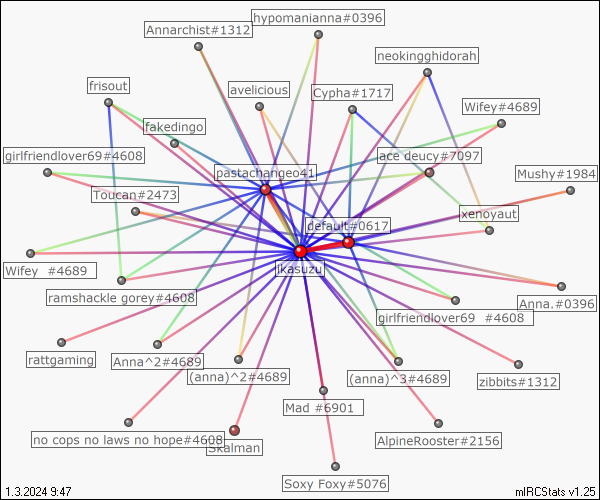 hypomanianna#0396
Annarchist#1312
neokingghidorah
frisout
avelicious
Cypha#1717
Wifey#4689
fakedingo
girlfriendlover69#4608
ace deucy#7097
pastachangeo41
Mushy#1984
Toucan#2473
xenoyaut
default#0617
Wifey  #4689
jkasuzu
ramshackle gorey#4608
Anna.#0396
girlfriendlover69  #4608
rattgaming
Anna^2#4689
(anna)^2#4689
(anna)^3#4689
zibbits#1312
Mad #6901
no cops no laws no hope#4608
AlpineRooster#2156
Skalman
Soxy Foxy#5076
1.3.2024 9:47
mIRCStats v1.25